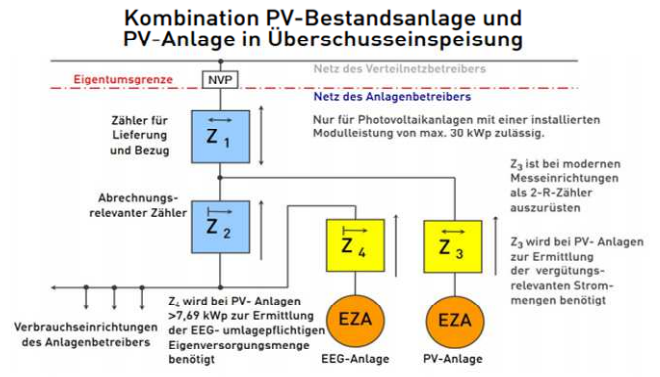 Kombination PV-Bestandsanlage und
PV-Anlage in Überschusseinspeisung
Netz des Verteilnetzbetreibers
Eigentumsgrenze
NVP
Netz des Anlagenbetreibers
Zähler für
Lieferung
und Bezug
Z 1
Nur für Photovoltaikanlagen mit einer installierten
Modulleistung von max. 30 kWp zulässig.
Z3 ist bei modernen
Messeinrichtungen
als 2-R-Zähler
auszurüsten
Abrechnungs-
relevanter Zähler
Z 2
Z 4
Z 3
Z3 wird bei PV- Anlagen
zur Ermittlung
der vergütungs-
relevanten Strom-
mengen benötigt
Z4 wird bei PV- Anlagen
>7,69 kWp zur Ermittlung
der EEG- umlagepflichtigen
Eigenversorgungsmenge
benötigt
Verbrauchseinrichtungen
des Anlagenbetreibers
EZA
EZA
EEG-Anlage
PV-Anlage